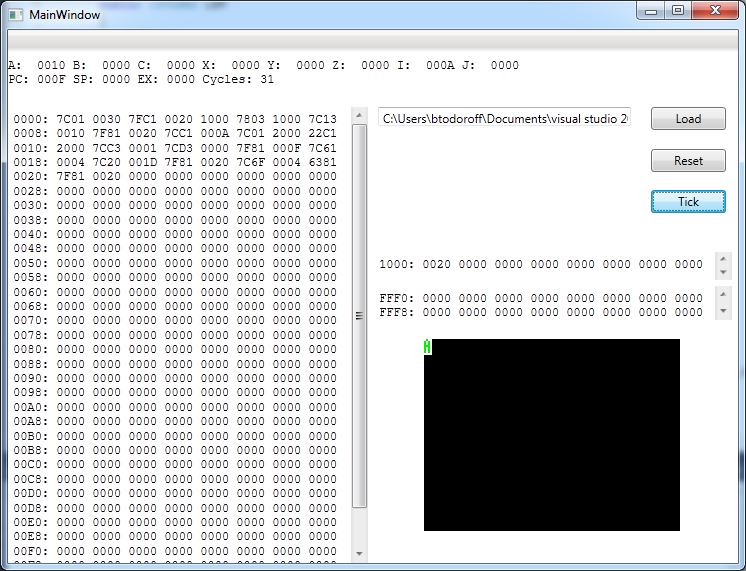 MainWindow
A:  0010 B:  0000 C:  0000 X:  0000 Y:  0000 Z:  0000 I:  000A J:  0000
PC: 000F SP: 0000 EX: 0000 Cycles: 31
0000: 7C01 0030 7FC1 0020 1000 7803 1000 7C13
0008: 0010 7F81 0020 7CC1 000A 7C01 2000 22C1
0010: 2000 7CC3 0001 7CD3 0000 7F81 000F 7C61
0018: 0004 7C20 001D 7F81 0020 7C6F 0004 6381
0020: 7F81 0020 0000 0000 0000 0000 0000 0000
0028: 0000 0000 0000 0000 0000 0000 0000 0000
0030: 0000 0000 0000 0000 0000 0000 0000 0000
0038: 0000 0000 0000 0000 0000 0000 0000 0000
0040: 0000 0000 0000 0000 0000 0000 0000 0000
0048: 0000 0000 0000 0000 0000 0000 0000 0000
0050: 0000 0000 0000 0000 0000 0000 0000 0000
0058: 0000 0000 0000 0000 0000 0000 0000 0000
0060: 0000 0000 0000 0000 0000 0000 0000 0000
0068: 0000 0000 0000 0000 0000 0000 0000 0000
0070: 0000 0000 0000 0000 0000 0000 0000 0000
0078: 0000 0000 0000 0000 0000 0000 0000 0000
0080: 0000 0000 0000 0000 0000 0000 0000 0000
0088: 0000 0000 0000 0000 0000 0000 0000 0000
0090: 0000 0000 0000 0000 0000 0000 0000 0000
0098: 0000 0000 0000 0000 0000 0000 0000 0000
00A0: 0000 0000 0000 0000 0000 0000 0000 0000
00A8: 0000 0000 0000 0000 0000 0000 0000 0000
00B0: 0000 0000 0000 0000 0000 0000 0000 0000
00B8: 0000 0000 0000 0000 0000 0000 0000 0000
00C0: 0000 0000 0000 0000 0000 0000 0000 0000
00C8: 0000 0000 0000 0000 0000 0000 0000 0000
00D0: 0000 0000 0000 0000 0000 0000 0000 0000
00D8: 0000 0000 0000 0000 0000 0000 0000 0000
00E0: 0000 0000 0000 0000 0000 0000 0000 0000
00E8: 0000 0000 0000 0000 0000 0000 0000 0000
00F0: 0000 0000 0000 0000 0000 0000 0000 0000
C:\Users\btodoroff\Documents\visual studio 20
Load
Reset
Tick
1000: 0020 0000 0000 0000 0000 0000 0000 0000
FFF0: 0000 0000 0000 0000 0000 0000 0000 0000
FFF8: 0000 0000 0000 0000 0000 0000 0000 0000
A